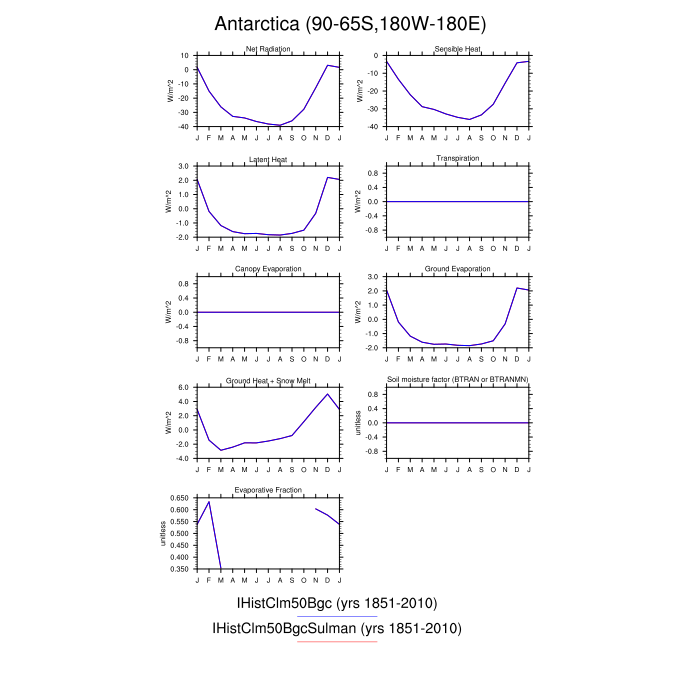 Antarctica (90-65S,180W-180E)
Net Radiation
Sensible Heat
W/m^2
10
0
-10
-20
-30
-40
J F M A M J J A S O N D J
W/m^2
0
-10
-20
-30
-40
J F M A M J J A S O N D J
Latent Heat
Transpiration
W/m^2
3.0
2.0
1.0
0.0
-1.0
-2.0
J F M A M J J A S O N D J
W/m^2
0.8
0.4
0.0
-0.4
-0.8
J F M A M J J A S O N D J
Canopy Evaporation
Ground Evaporation
W/m^2
0.8
0.4
0.0
-0.4
-0.8
J F M A M J J A S O N D J
W/m^2
3.0
2.0
1.0
0.0
-1.0
-2.0
J F M A M J J A S O N D J
Ground Heat + Snow Melt
Soil moisture factor (BTRAN or BTRANMN)
W/m^2
6.0
4.0
2.0
0.0
-2.0
-4.0
J F M A M J J A S O N D J
unitless
0.8
0.4
0.0
-0.4
-0.8
J F M A M J J A S O N D J
Evaporative Fraction
unitless
0.650
0.600
0.550
0.500
0.450
0.400
0.350
J F M A M J J A S O N D J
IHistClm50Bgc (yrs 1851-2010)
IHistClm50BgcSulman (yrs 1851-2010)